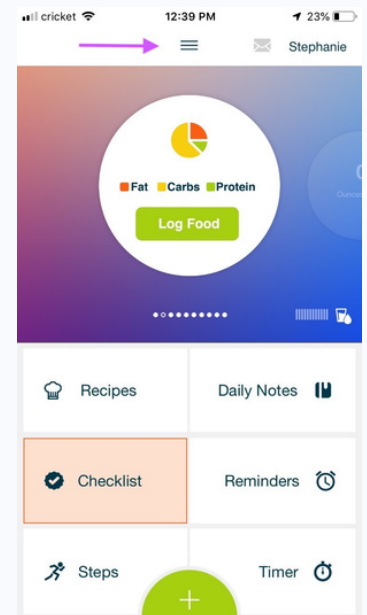 cricket 12:39 PM 23%
Stephanie
Fat Carbs Protein
Log Food
Recipes
Daily Notes
Checklist
Reminders
Steps
Timer